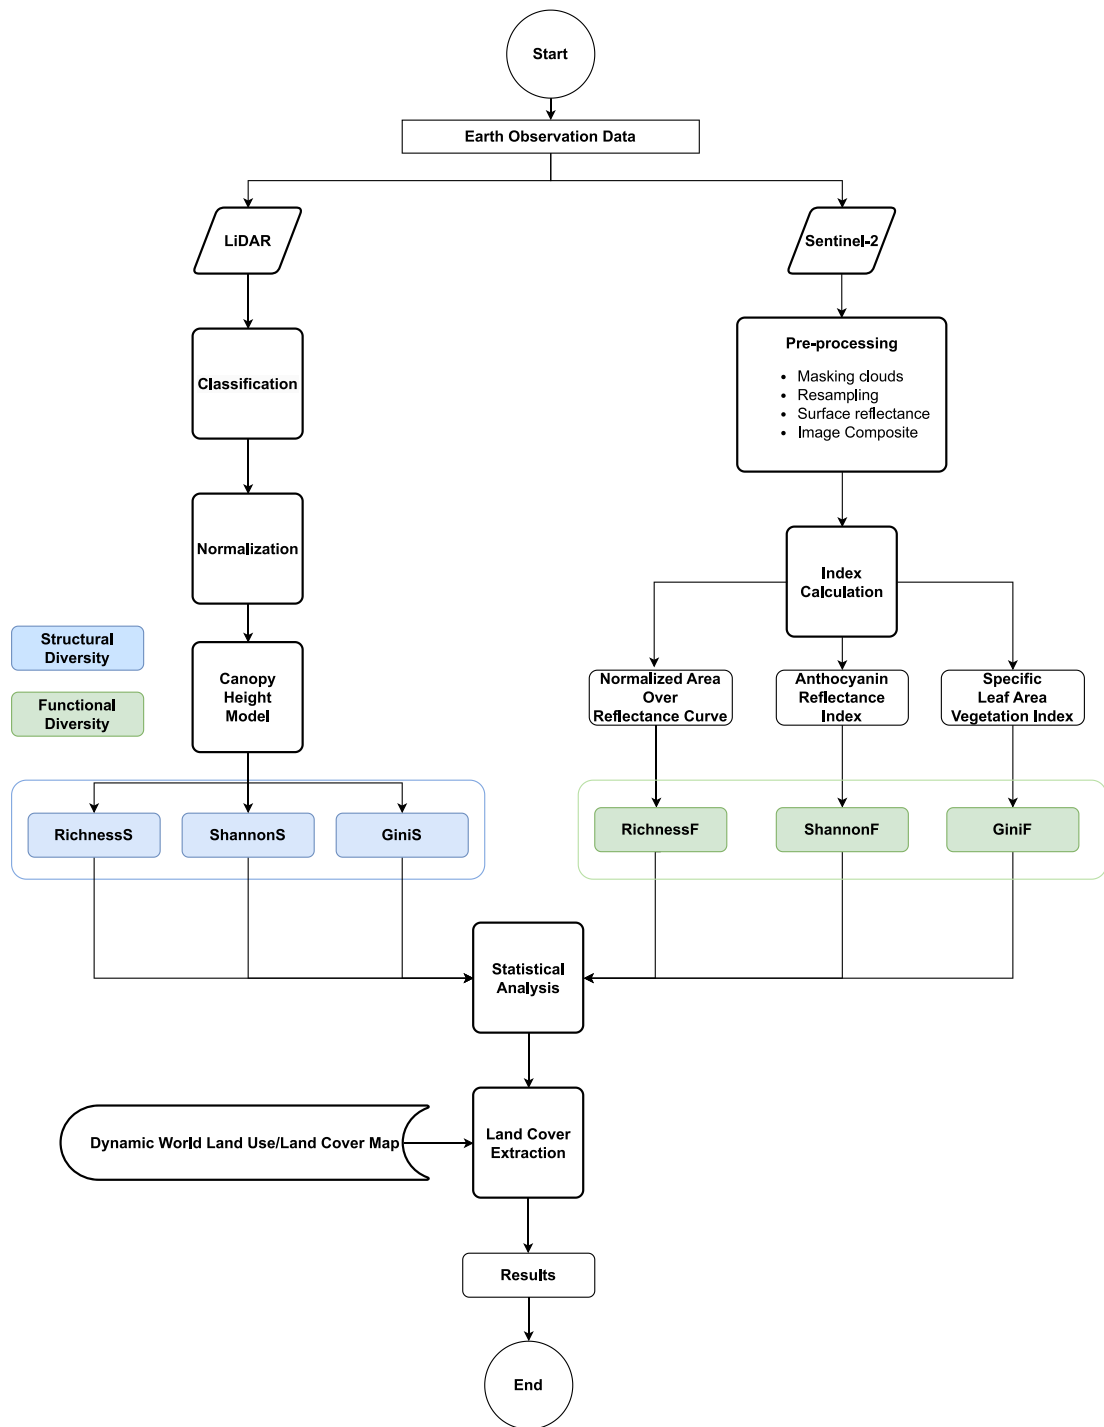 Start
Earth Observation Data
LiDAR
Sentinel-2
Pre-processing
• Masking clouds
• Resampling
• Surface reflectance
• Image Composite
Classification
Normalization
Index
Calculation
Structural
Diversity
Functional
Diversity
Canopy
Height
Model
Normalized Area
Over
Reflectance Curve
Anthocyanin
Reflectance
Index
Specific
Leaf Area
Vegetation Index
RichnessS
ShannonS
GiniS
RichnessF
ShannonF
GiniF
Statistical
Analysis
Dynamic World Land Use/Land Cover Map
Land Cover
Extraction
Results
End